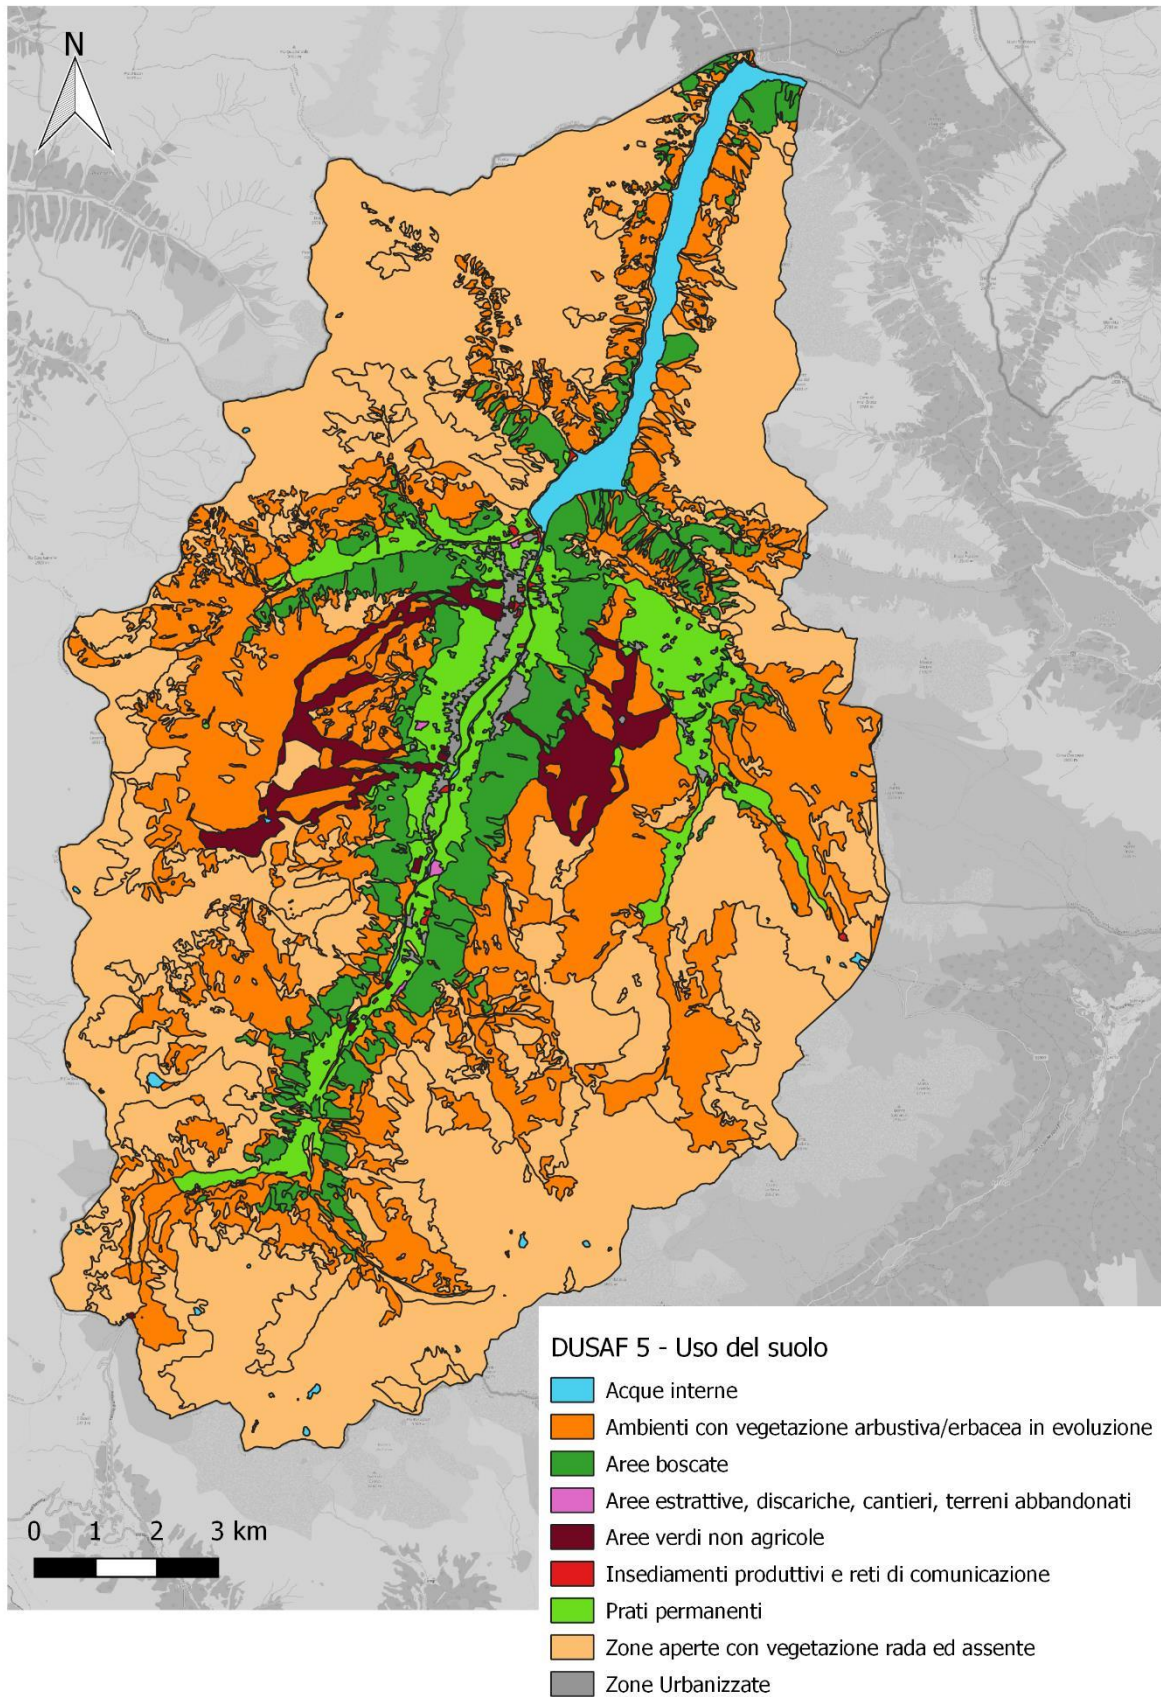 N
0 1 2 3 km
DUSAF 5 - Uso del suolo
Acque interne
Ambienti con vegetazione arbustiva/erbacea in evoluzione
Aree boscate
Aree estrattive, discariche, cantieri, terreni abbandonati
Aree verdi non agricole
Insediamenti produttivi e reti di comunicazione
Prati permanenti
Zone aperte con vegetazione rada ed assente
Zone Urbanizzate